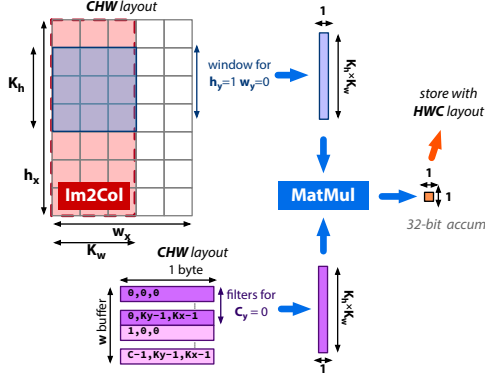 CHW layout
K_h
h_x
Im2Col
w_x
K_w
window for
h_y=1 w_y=0
1
K_h×K_w
store with
HWC layout
MatMul
1
1
32-bit accum
CHW layout
1 byte
w buffer
0,0,0
0,Ky-1,Kx-1
1,0,0
C-1,Ky-1,Kx-1
filters for
C_y = 0
K_h×K_w
1